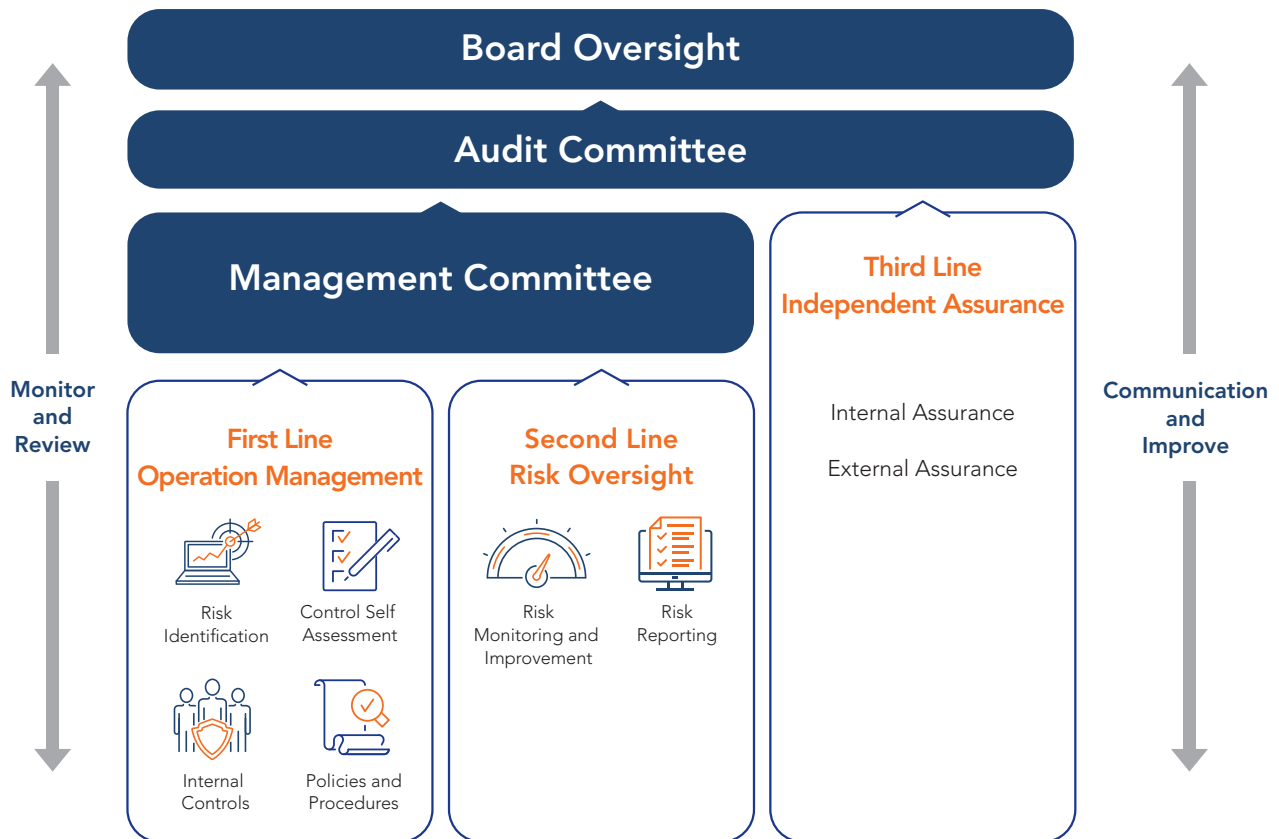 Board Oversight
Audit Committee
Management Committee
Third Line
Independent Assurance
Internal Assurance
External Assurance
Monitor
and
Review
Communication
and
Improve
First Line
Operation Management
Risk
Identification
Control Self
Assessment
Internal
Controls
Policies and
Procedures
Second Line
Risk Oversight
Risk
Monitoring and
Improvement
Risk
Reporting